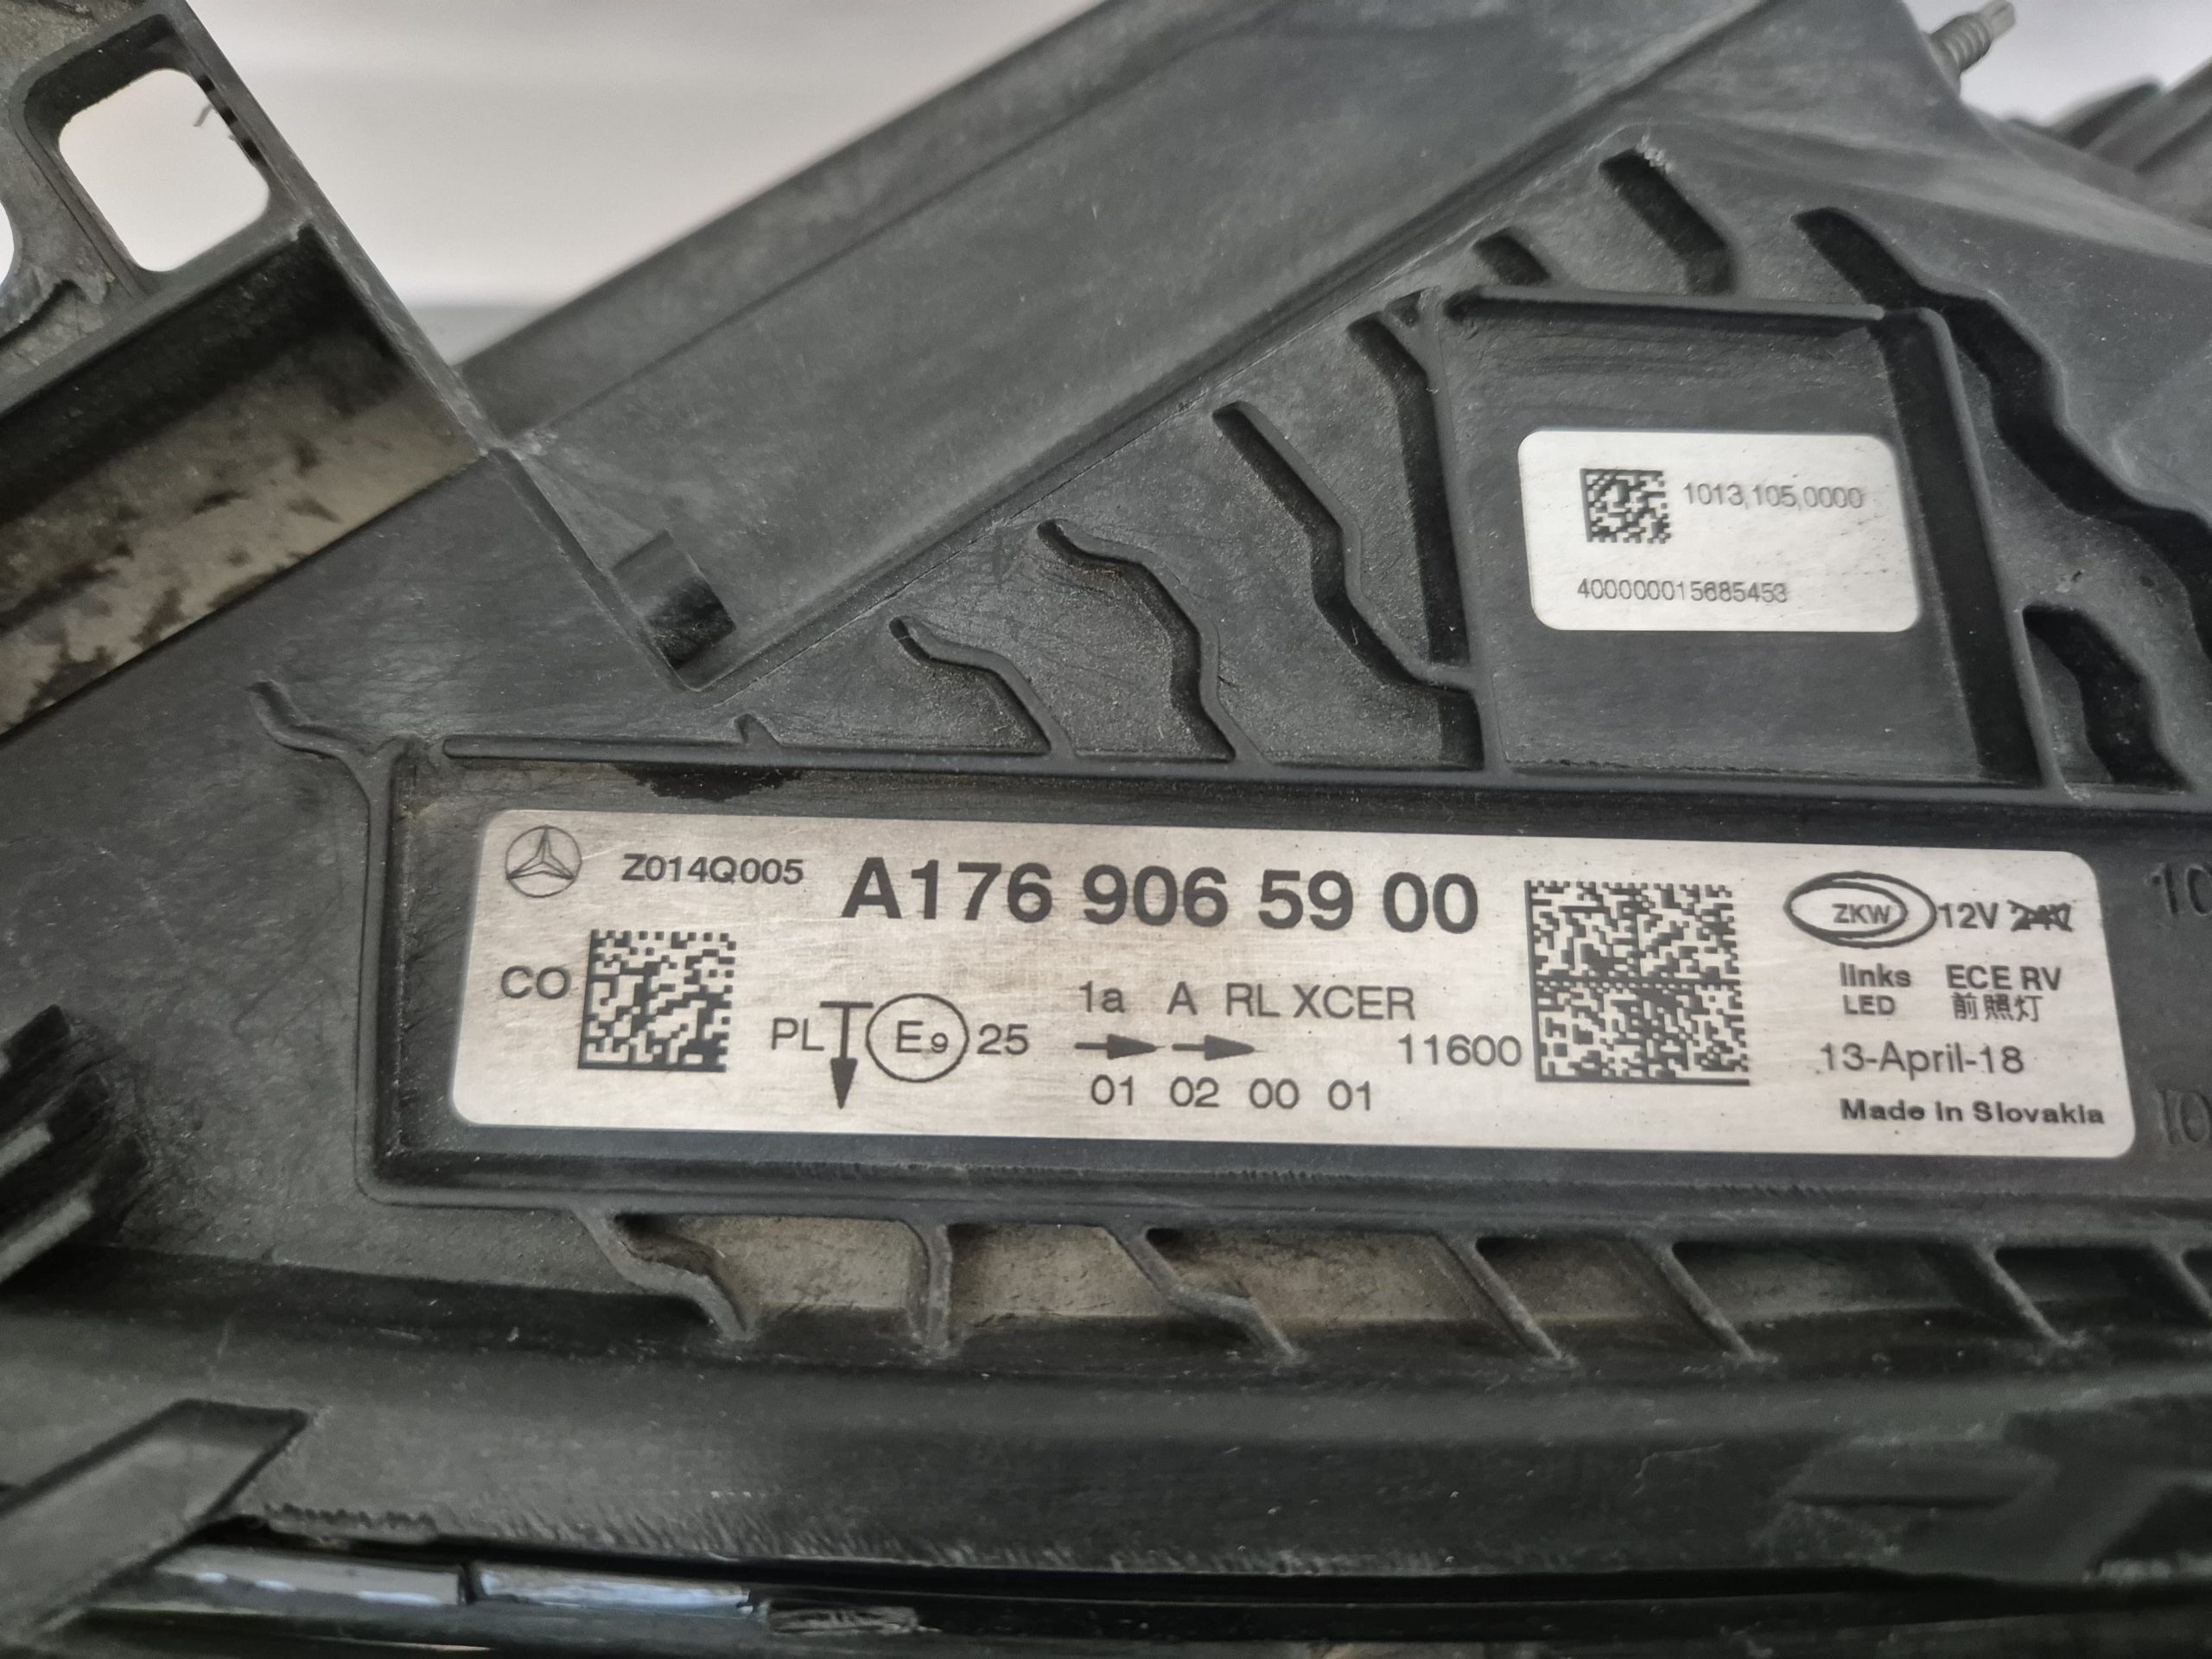 1013,105,0000
400000015685453
Z014Q005 A176 906 59 00
ZKW 12V
CO
links ECE RV
1a A RL XCER
LED 前照灯
PL E9 25
11600
13-April-18
01 02 00 01
Made in Slovakia